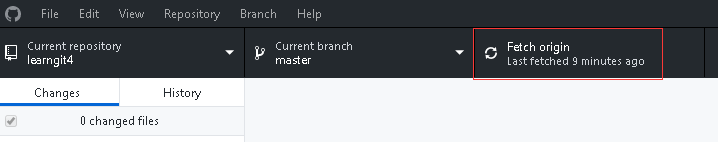 File Edit View Repository Branch Help
Current repository
learngit4
Current branch
master
Fetch origin
Last fetched 9 minutes ago
Changes History
0 changed files